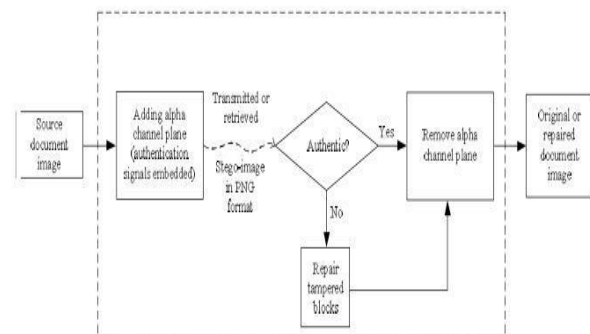 Source
document
image
Adding alpha
channel plane
(authentication
signals embedded)
Transmitted or
retrieved
Stego-image
in PNG
format
Authentic?
Yes
No
Repair
tampered
blocks
Remove alpha
channel plane
Original or
repaired document
image